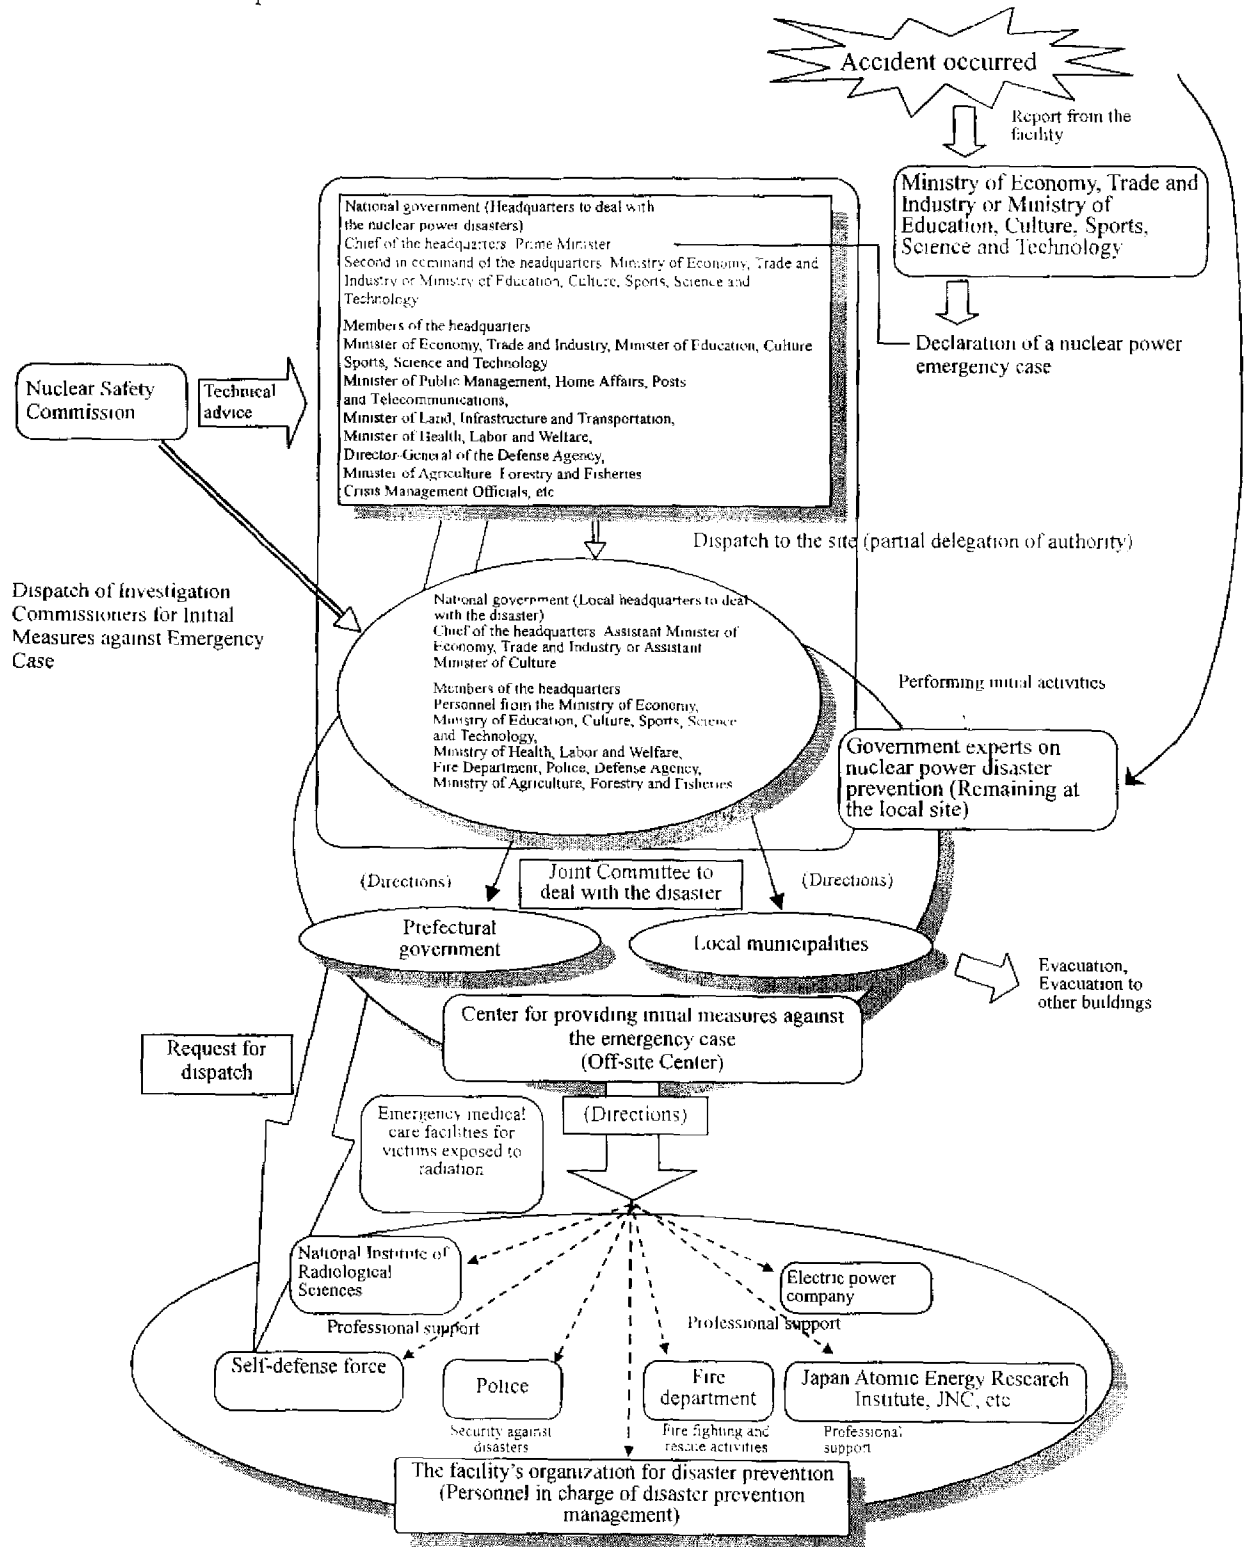 Accident occurred
Report from the
facility
Ministry of Economy, Trade and
Industry or Ministry of
Education, Culture, Sports,
Science and Technology
Declaration of a nuclear power
emergency case
National government (Headquarters to deal with
the nuclear power disasters)
Chief of the headquarters Prime Minister
Second in command of the headquarters Ministry of Economy, Trade and
Industry or Ministry of Education, Culture, Sports, Science and
Technology
Members of the headquarters
Minister of Economy, Trade and Industry, Minister of Education, Culture
Sports, Science and Technology
Minister of Public Management, Home Affairs, Posts
and Telecommunications,
Minister of Land, Infrastructure and Transportation,
Minister of Health, Labor and Welfare,
Director-General of the Defense Agency,
Minister of Agriculture Forestry and Fisheries
Crisis Management Officials, etc
Nuclear Safety
Commission
Technical
advice
Dispatch to the site (partial delegation of authority)
Dispatch of Investigation
Commissioners for Initial
Measures against Emergency
Case
National government (Local headquarters to deal
with the disaster)
Chief of the headquarters Assistant Minister of
Economy, Trade and Industry or Assistant
Minister of Culture
Members of the headquarters
Personnel from the Ministry of Economy,
Ministry of Education, Culture, Sports, Science
and Technology,
Ministry of Health, Labor and Welfare,
Fire Department, Police, Defense Agency,
Ministry of Agriculture, Forestry and Fisheries
Performing initial activities
Government experts on
nuclear power disaster
prevention (Remaining at
the local site)
(Directions)
Joint Committee to
deal with the disaster
(Directions)
Prefectural
government
Local municipalities
Evacuation,
Evacuation to
other buildings
Center for providing initial measures against
the emergency case
(Off-site Center)
Request for
dispatch
Emergency medical
care facilities for
victims exposed to
radiation
(Directions)
National Institute of
Radiological
Sciences
Electric power
company
Professional support
Professional support
Self-defense force
Police
Fire
department
Japan Atomic Energy Research
Institute, JNC, etc
Security against
disasters
Fire fighting and
rescue activities
Professional
support
The facility's organization for disaster prevention
(Personnel in charge of disaster prevention
management)